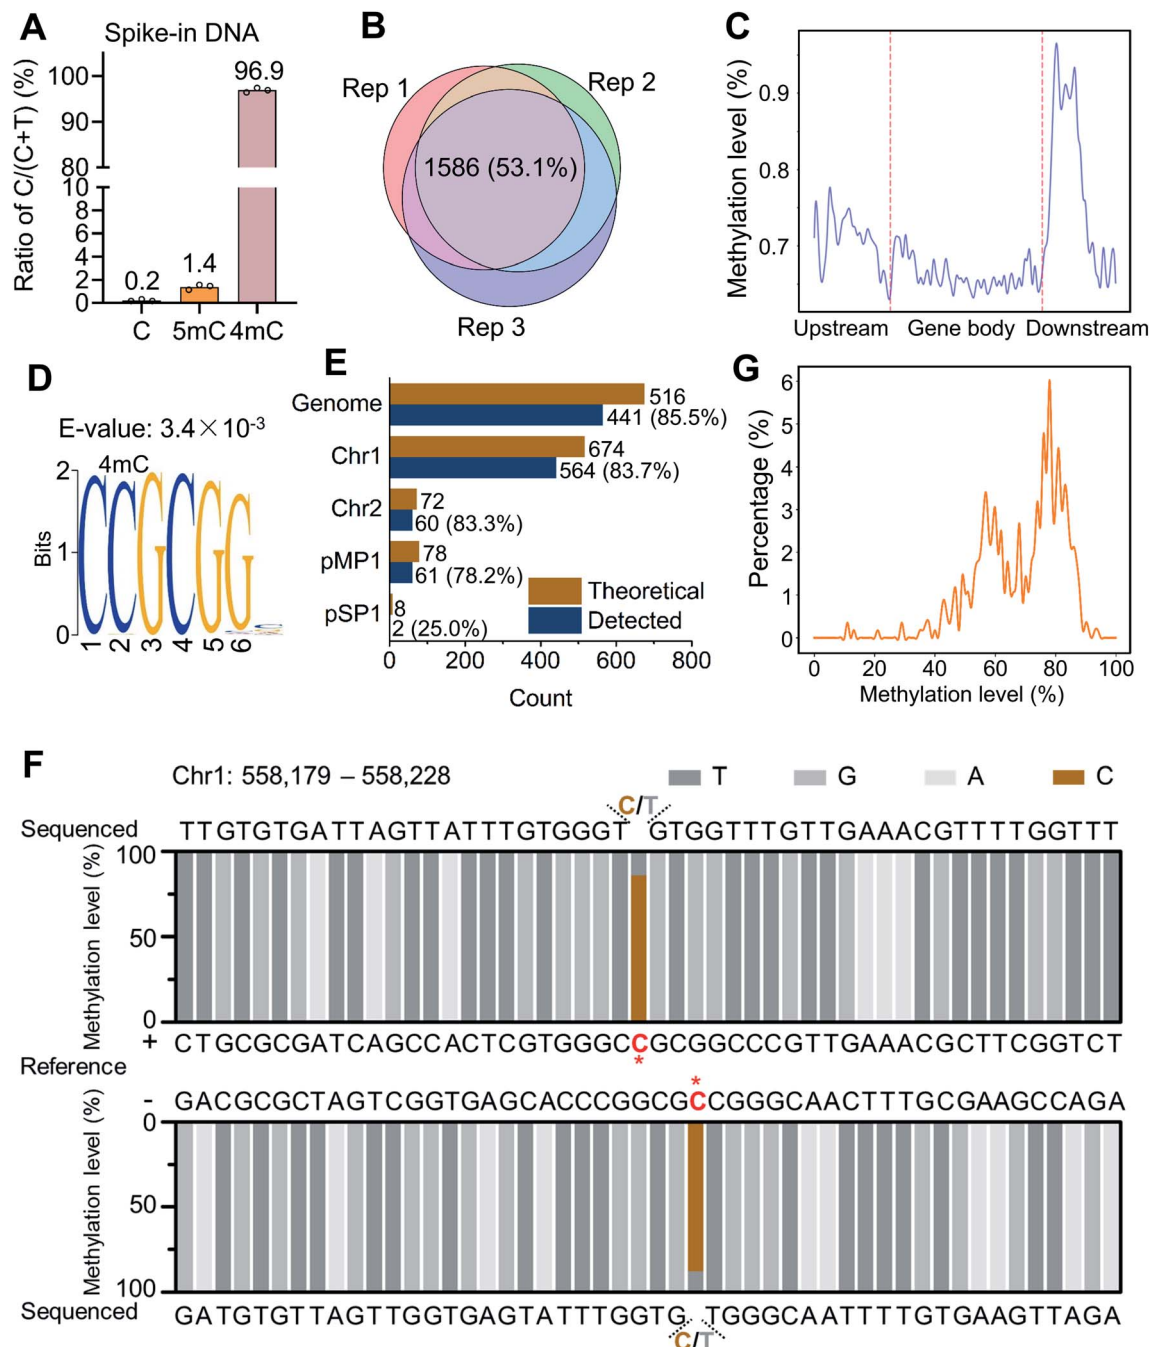 A
Spike-in DNA
Ratio of C/(C+T) (%)
100
90
80
10
8
6
4
2
0
0.2
1.4
96.9
C 5mC 4mC
B
Rep 1
Rep 2
1586 (53.1%)
Rep 3
C
Methylation level (%)
0.9
0.8
0.7
Upstream Gene body Downstream
D
E-value: 3.4×10-3
4mC
Bits
2
1
0
CCGCGG
1 2 3 4 5 6
E
Genome
516
441 (85.5%)
Chr1
674
564 (83.7%)
Chr2
72
60 (83.3%)
pMP1
78
61 (78.2%)
pSP1
8
2 (25.0%)
Theoretical
Detected
0 200 400 600 800
Count
G
Percentage (%)
6
5
4
3
2
1
0
0 20 40 60 80 100
Methylation level (%)
F
Chr1: 558,179 – 558,228
T G A C
C/T
Sequenced TTGTGTGATTAGTTATTTGTGGGT GTGGTTTGTTGAAACGTTTTGGTTT
Methylation level (%)
100
50
0
+ CTGCGCGATCAGCCACTCGTGGGCCGCGGCCCGTTGAAACGCTTCGGTCT
*
Reference
*
- GACGCGCTAGTCGGTGAGCACCCGGCGCCGGGCAACTTTGCGAAGCCAGA
Methylation level (%)
0
50
100
Sequenced GATGTGTTAGTTGGTGAGTATTTGGTG TGGGCAATTTTGTGAAGTTAGA
C/T